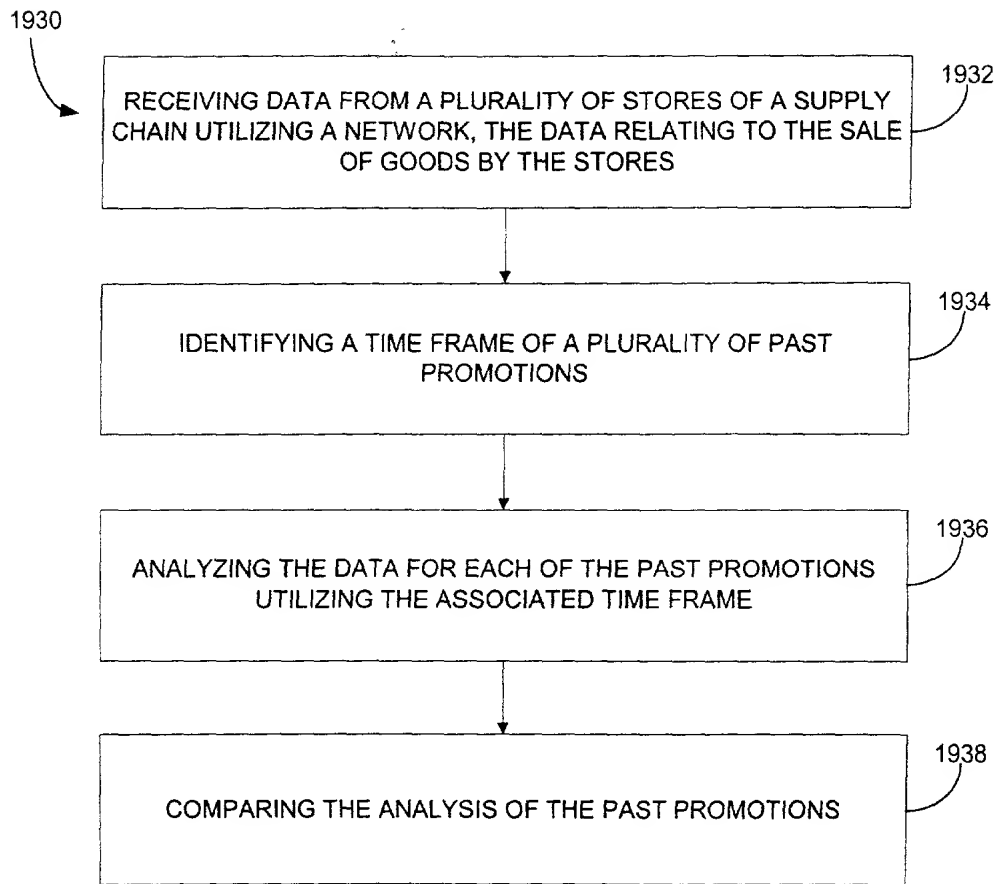 1930
1932
RECEIVING DATA FROM A PLURALITY OF STORES OF A SUPPLY
CHAIN UTILIZING A NETWORK, THE DATA RELATING TO THE SALE
OF GOODS BY THE STORES
1934
IDENTIFYING A TIME FRAME OF A PLURALITY OF PAST
PROMOTIONS
1936
ANALYZING THE DATA FOR EACH OF THE PAST PROMOTIONS
UTILIZING THE ASSOCIATED TIME FRAME
1938
COMPARING THE ANALYSIS OF THE PAST PROMOTIONS